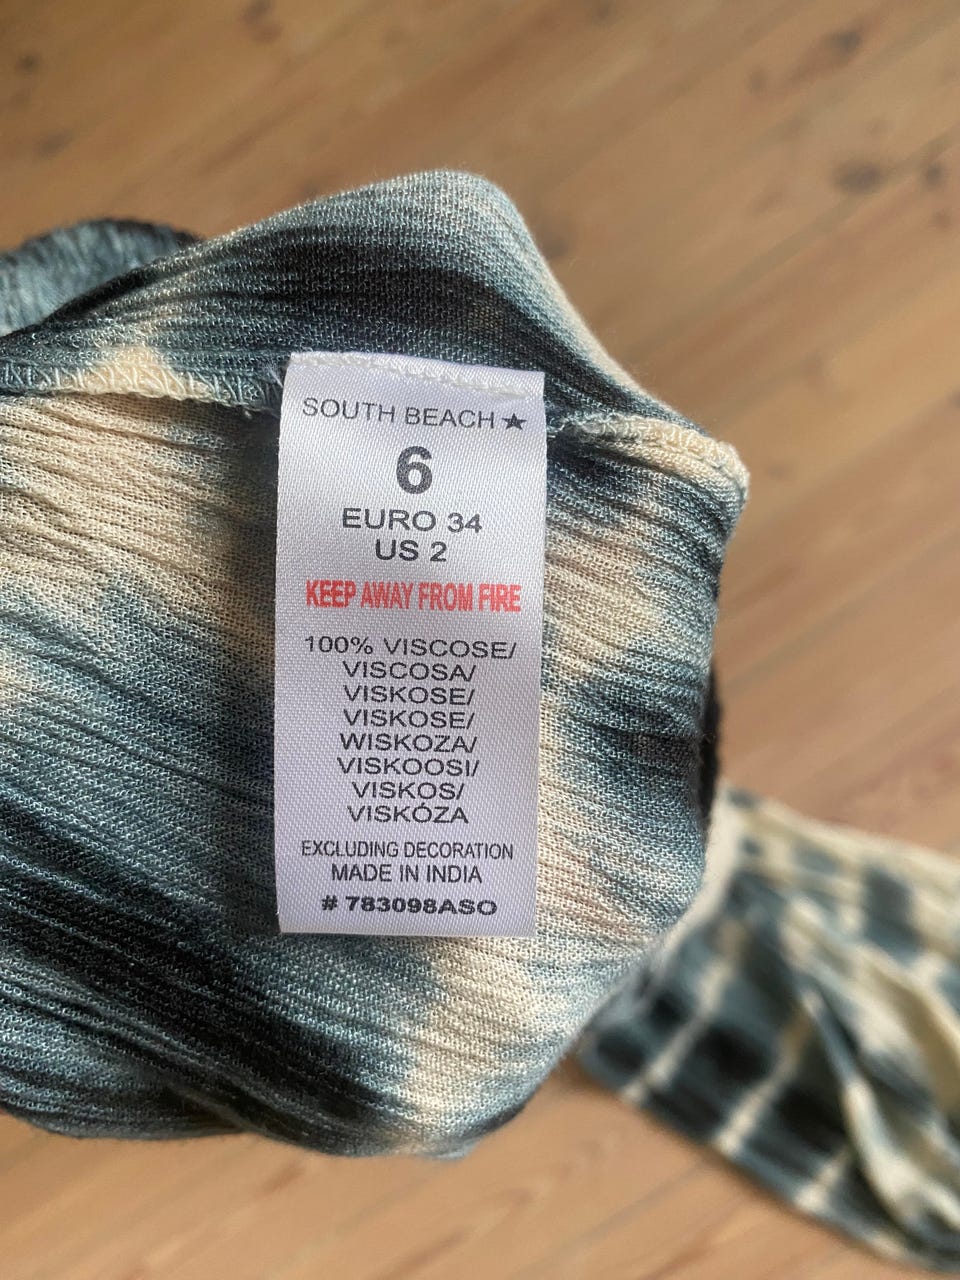 SOUTH BEACH★
6
EURO 34
US 2
KEEP AWAY FROM FIRE
100% VISCOSE/
VISCOSA/
VISKOSE/
VISKOSE/
WISKOZA/
VISKOOSI/
VISKOS/
VISKÓZA
EXCLUDING DECORATION
MADE IN INDIA
# 783098ASO